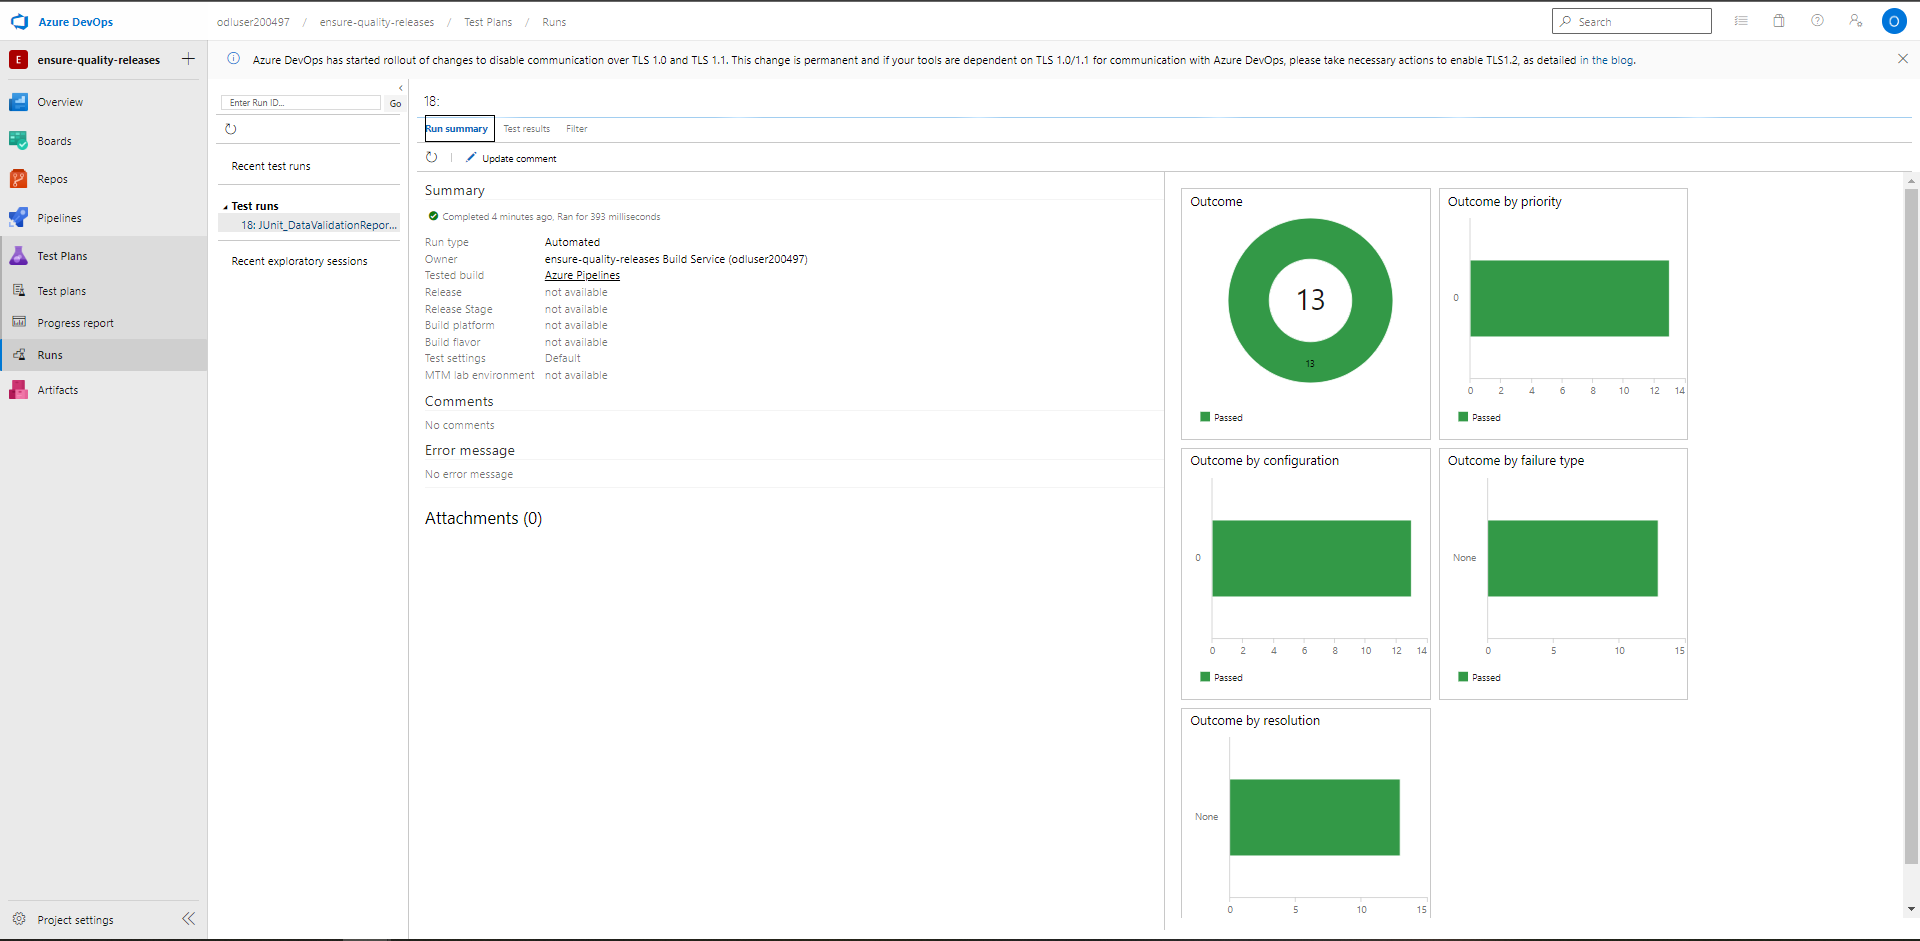 Azure DevOps
odluser200497 / ensure-quality-releases / Test Plans / Runs
Search
O
E ensure-quality-releases
Azure DevOps has started rollout of changes to disable communication over TLS 1.0 and TLS 1.1. This change is permanent and if your tools are dependent on TLS 1.0/1.1 for communication with Azure DevOps, please take necessary actions to enable TLS1.2, as detailed in the blog.
Overview
Boards
Repos
Pipelines
Test Plans
Test plans
Progress report
Runs
Artifacts
Project settings
Enter Run ID... Go
Recent test runs
Test runs
18: JUnit_DataValidationRepor...
Recent exploratory sessions
18:
Run summary Test results Filter
Update comment
Summary
Completed 4 minutes ago, Ran for 393 milliseconds
Run type Automated
Owner ensure-quality-releases Build Service (odluser200497)
Tested build Azure Pipelines
Release not available
Release Stage not available
Build platform not available
Build flavor not available
Test settings Default
MTM lab environment not available
Comments
No comments
Error message
No error message
Attachments (0)
Outcome
13
13
Passed
Outcome by priority
0
0 2 4 6 8 10 12 14
Passed
Outcome by configuration
0
0 2 4 6 8 10 12 14
Passed
Outcome by failure type
None
0 5 10 15
Passed
Outcome by resolution
None
0 5 10 15